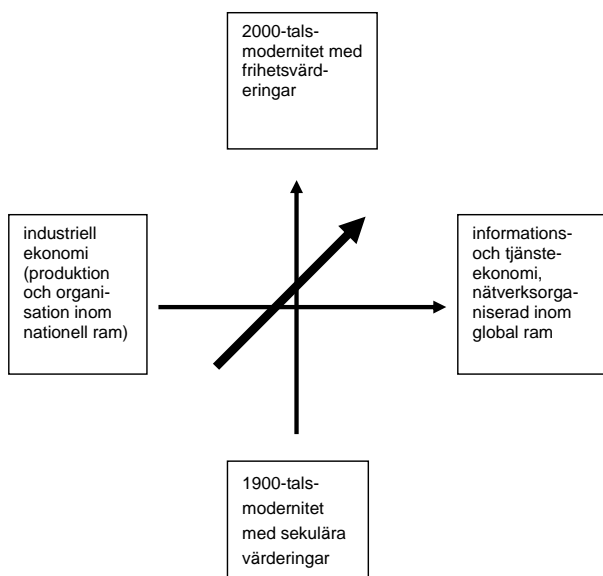 2000-tals-
modernitet med
frihetsvärd-
eringar
industriell
ekonomi
(produktion
och organi-
sation inom
nationell ram)
informations-
och tjänste-
ekonomi,
nätverksorga-
niserad inom
global ram
1900-tals-
modernitet
med sekulära
värderingar